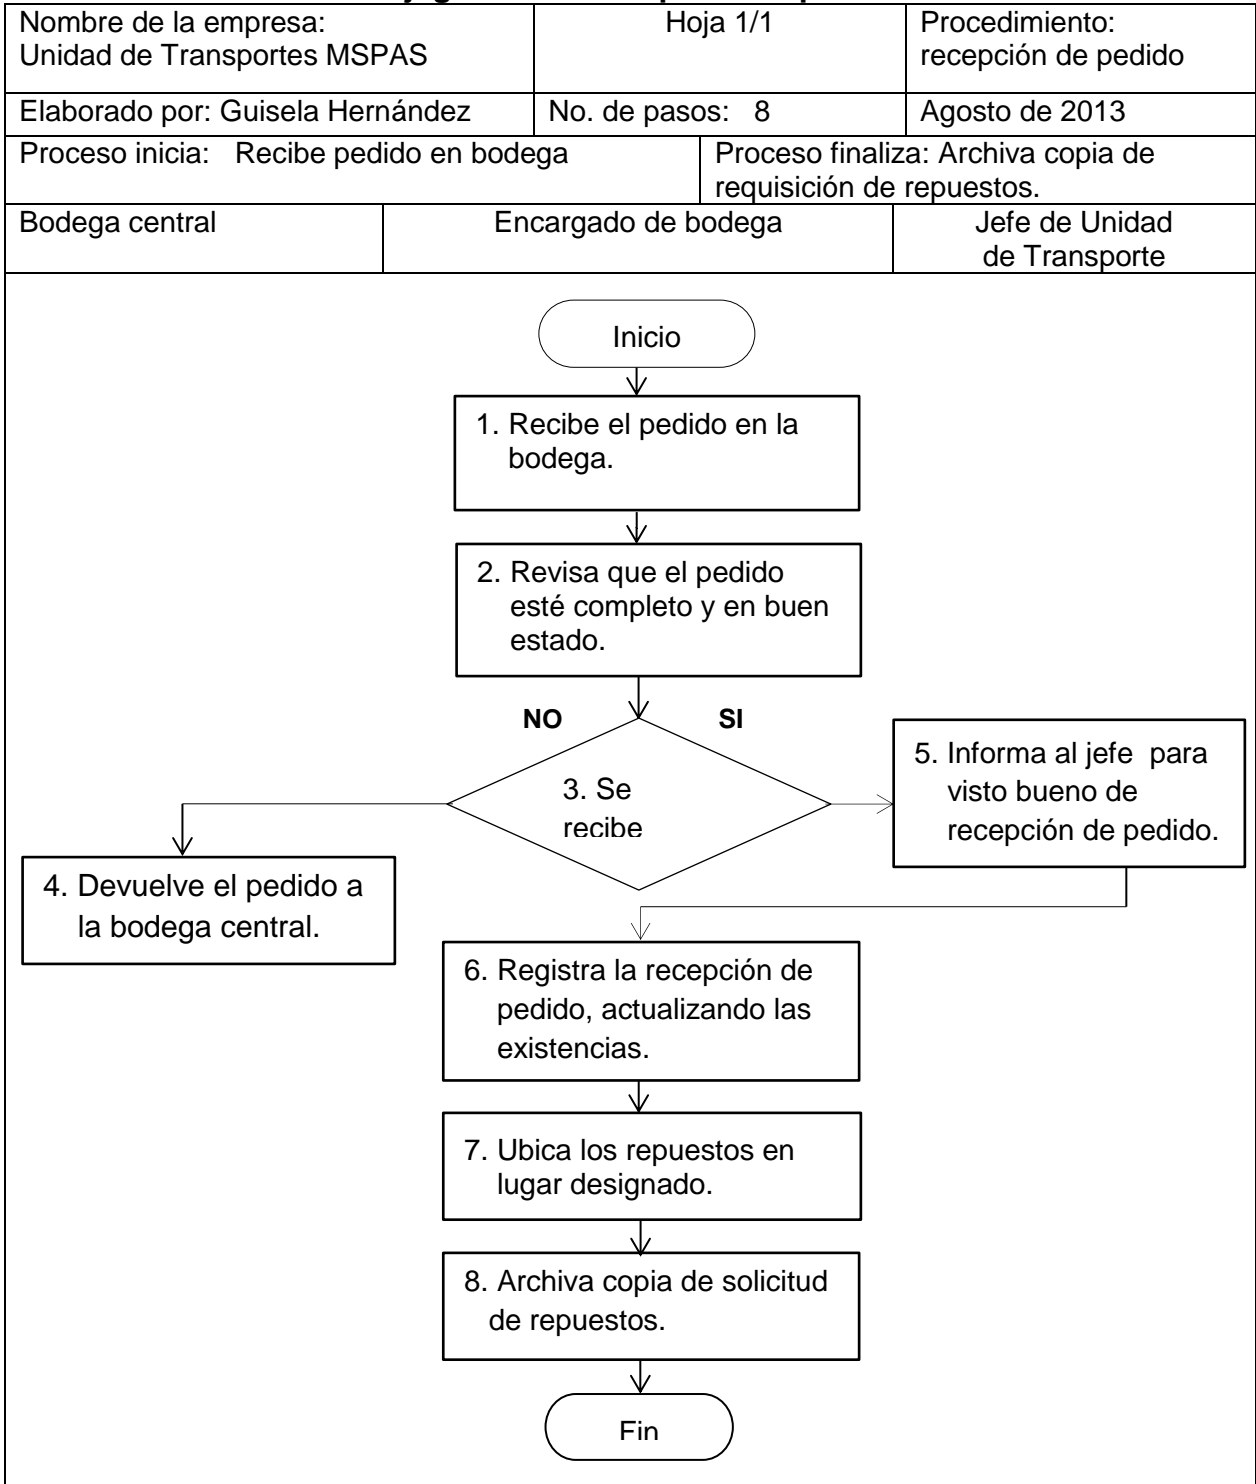 Nombre de la empresa:
Unidad de Transportes MSPAS
Hoja 1/1
Procedimiento:
recepción de pedido
Elaborado por: Guisela Hernández
No. de pasos: 8
Agosto de 2013
Proceso inicia: Recibe pedido en bodega
Proceso finaliza: Archiva copia de
requisición de repuestos.
Bodega central
Encargado de bodega
Jefe de Unidad
de Transporte
Inicio
1. Recibe el pedido en la
bodega.
2. Revisa que el pedido
esté completo y en buen
estado.
NO
SI
3. Se
recibe
5. Informa al jefe para
visto bueno de
recepción de pedido.
4. Devuelve el pedido a
la bodega central.
6. Registra la recepción de
pedido, actualizando las
existencias.
7. Ubica los repuestos en
lugar designado.
8. Archiva copia de solicitud
de repuestos.
Fin